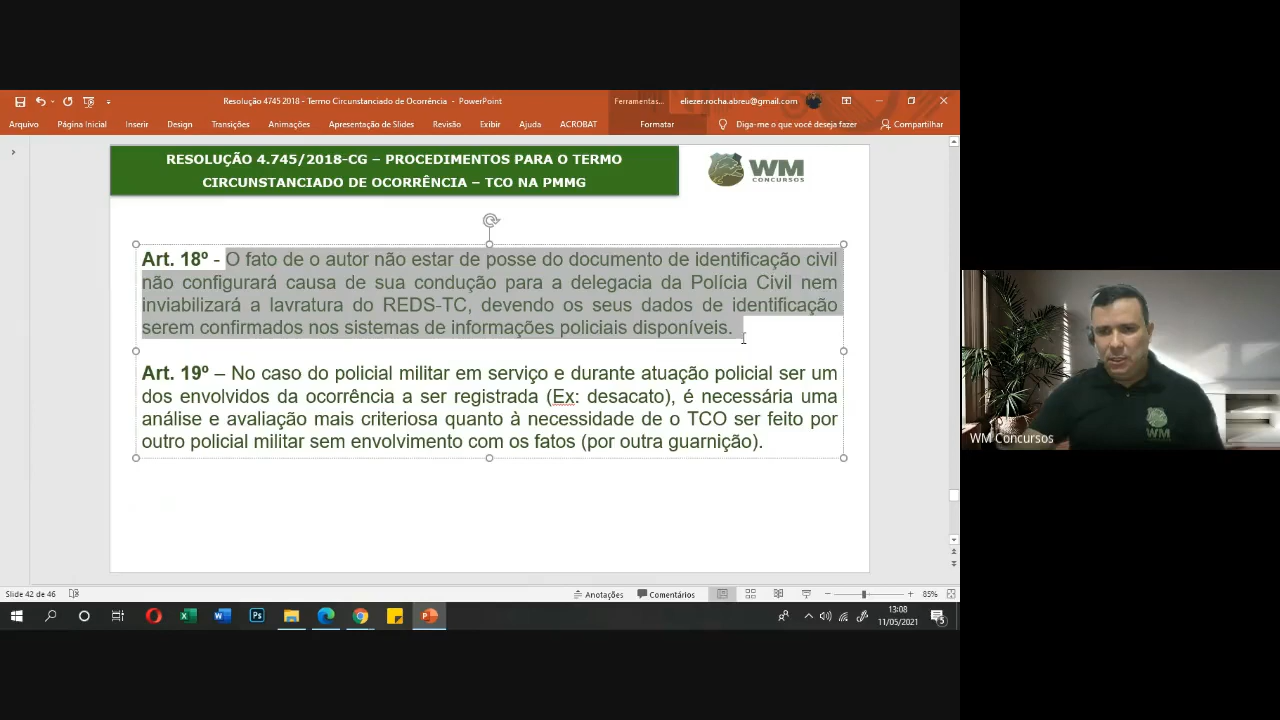 Resolução 4745 2018 - Termo Circunstanciado de Ocorrência - PowerPoint
Ferramentas...
eliezer.rocha.abreu@gmail.com
Arquivo Página Inicial Inserir Design Transições Animações Apresentação de Slides Revisão Exibir Ajuda ACROBAT Formatar Diga-me o que você deseja fazer Compartilhar
RESOLUÇÃO 4.745/2018-CG – PROCEDIMENTOS PARA O TERMO
CIRCUNSTANCIADO DE OCORRÊNCIA – TCO NA PMMG
WM
CONCURSOS
Art. 18º - O fato de o autor não estar de posse do documento de identificação civil
não configurará causa de sua condução para a delegacia da Polícia Civil nem
inviabilizará a lavratura do REDS-TC, devendo os seus dados de identificação
serem confirmados nos sistemas de informações policiais disponíveis.
Art. 19º – No caso do policial militar em serviço e durante atuação policial ser um
dos envolvidos da ocorrência a ser registrada (Ex: desacato), é necessária uma
análise e avaliação mais criteriosa quanto à necessidade de o TCO ser feito por
outro policial militar sem envolvimento com os fatos (por outra guarnição).
WM
WM Concursos
Slide 42 de 46
Anotações
Comentários
85%
Ps
13:08
11/05/2021
5